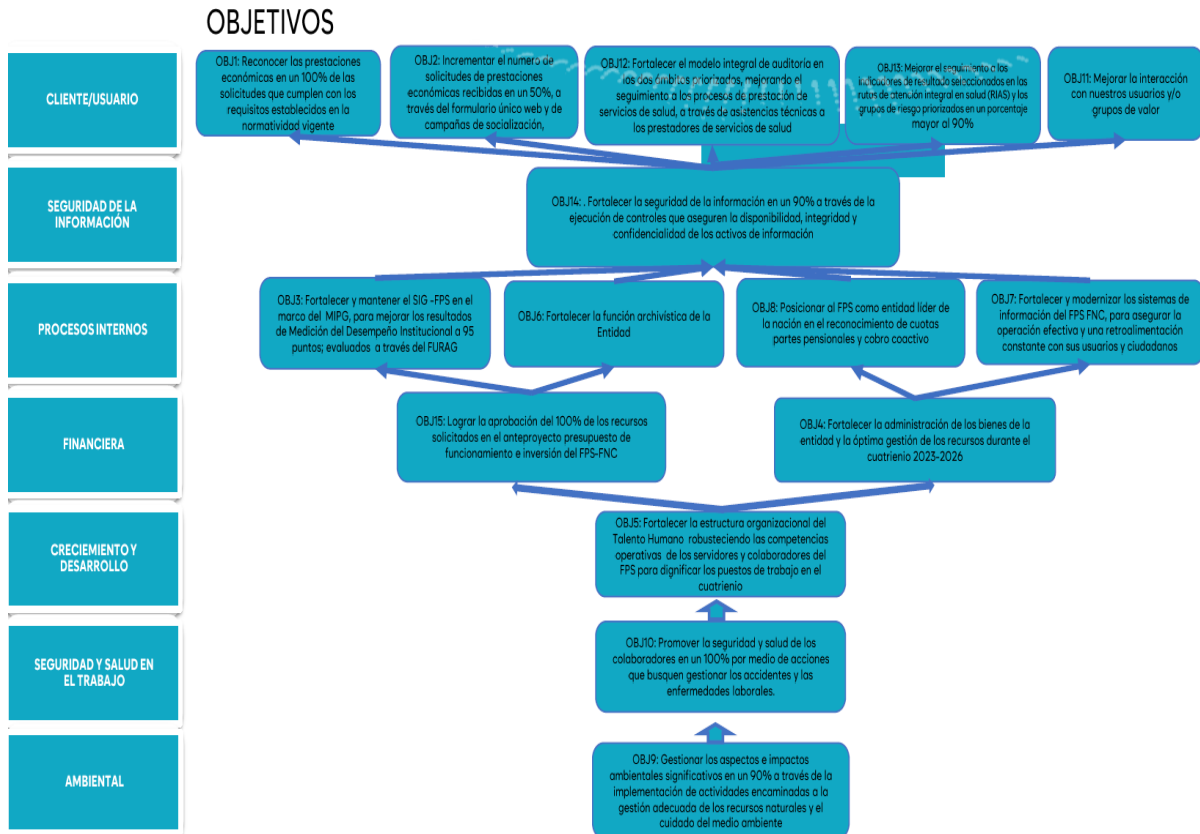 OBJETIVOS
CLIENTE/USUARIO
OBJ1: Reconocer las prestaciones
económicas en un 100% de las
solicitudes que cumplen con los
requisitos establecidos en la
normatividad vigente
OBJ2: Incrementar el numero de
solicitudes de prestaciones
económicas recibidas en un 50%, a
través del formulario único web y de
campañas de socialización,
OBJ12: Fortalecer el modelo integral de auditoría en
los dos ámbitos priorizados, mejorando el
seguimiento a los procesos de prestación de
servicios de salud, a través de asistencias técnicas a
los prestadores de servicios de salud
OBJ13: Mejorar el seguimiento a los
indicadores de resultado seleccionados en las
rutas de atención integral en salud (RIAS) y los
grupos de riesgo priorizados en un porcentaje
mayor al 90%
OBJ11: Mejorar la interacción
con nuestros usuarios y/o
grupos de valor
SEGURIDAD DE LA
INFORMACIÓN
OBJ14: . Fortalecer la seguridad de la información en un 90% a través de la
ejecución de controles que aseguren la disponibilidad, integridad y
confidencialidad de los activos de información
PROCESOS INTERNOS
OBJ3: Fortalecer y mantener el SIG -FPS en el
marco del MIPG, para mejorar los resultados
de Medición del Desempeño Institucional a 95
puntos; evaluados a través del FURAG
OBJ6: Fortalecer la función archivística de la
Entidad
OBJ8: Posicionar al FPS como entidad líder de
la nación en el reconocimiento de cuotas
partes pensionales y cobro coactivo
OBJ7: Fortalecer y modernizar los sistemas de
información del FPS FNC, para asegurar la
operación efectiva y una retroalimentación
constante con sus usuarios y ciudadanos
FINANCIERA
OBJ15: Lograr la aprobación del 100% de los recursos
solicitados en el anteproyecto presupuesto de
funcionamiento e inversión del FPS-FNC
OBJ4: Fortalecer la administración de los bienes de la
entidad y la óptima gestión de los recursos durante el
cuatrienio 2023-2026
CRECIEMIENTO Y
DESARROLLO
OBJ5: Fortalecer la estructura organizacional del
Talento Humano robusteciendo las competencias
operativas de los servidores y colaboradores del
FPS para dignificar los puestos de trabajo en el
cuatrienio
SEGURIDAD Y SALUD EN
EL TRABAJO
OBJ10: Promover la seguridad y salud de los
colaboradores en un 100% por medio de acciones
que busquen gestionar los accidentes y las
enfermedades laborales.
AMBIENTAL
OBJ9: Gestionar los aspectos e impactos
ambientales significativos en un 90% a través de la
implementación de actividades encaminadas a la
gestión adecuada de los recursos naturales y el
cuidado del medio ambiente